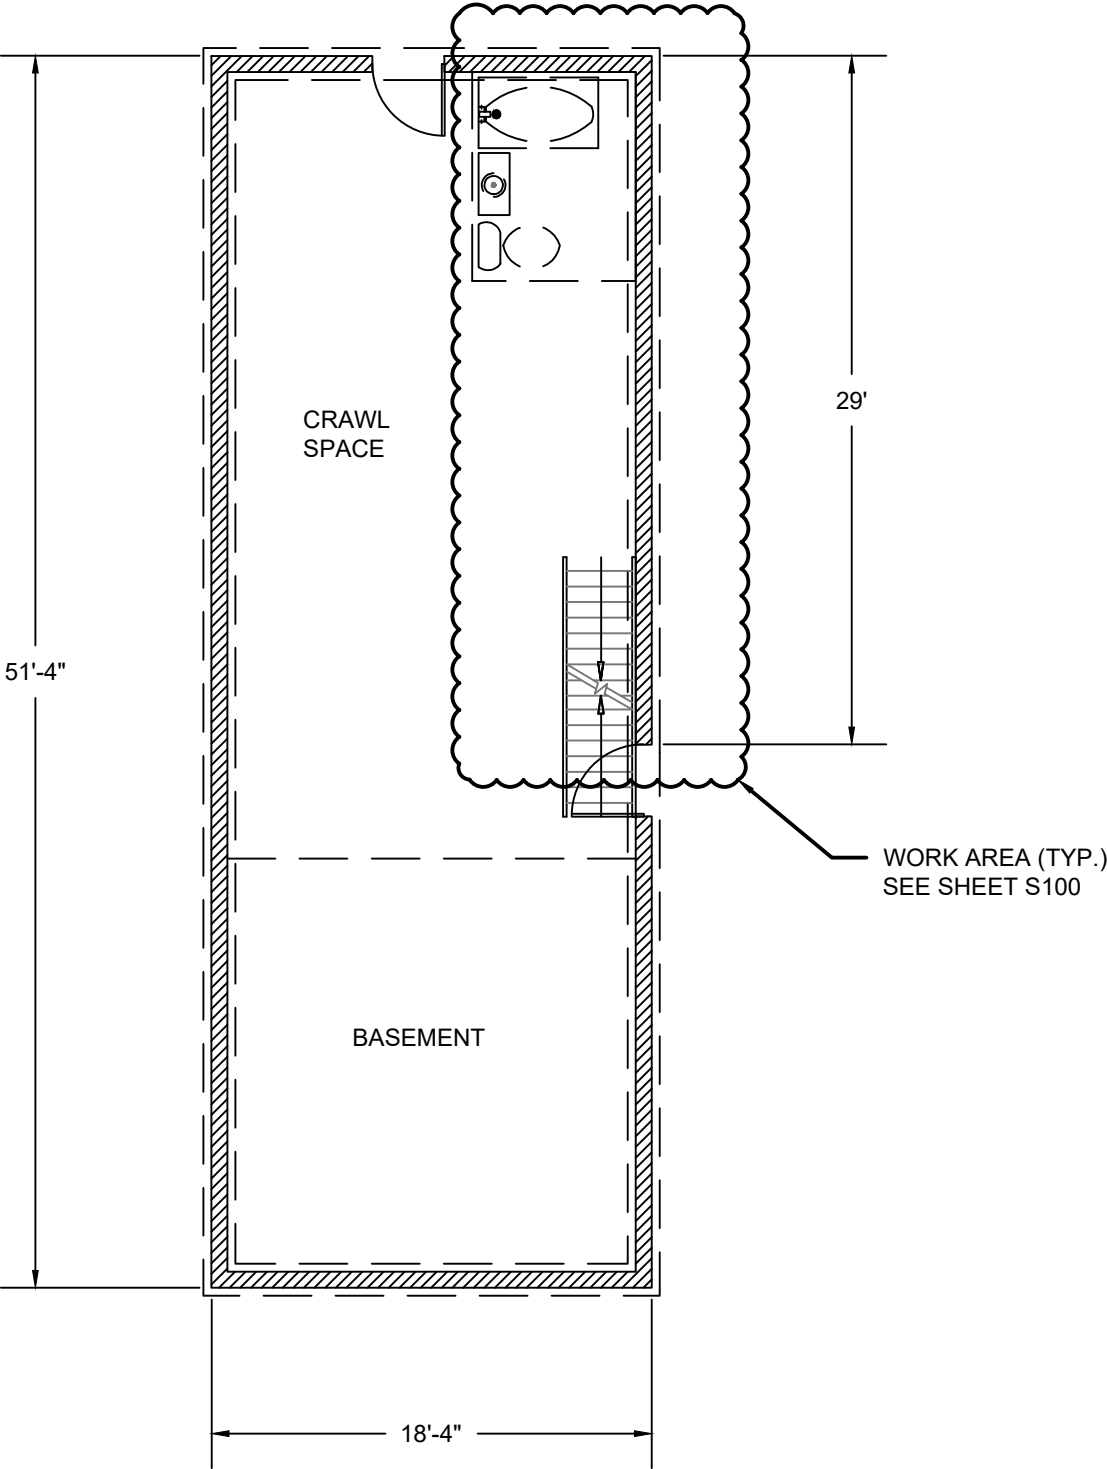 29'
CRAWL
SPACE
51'-4"
WORK AREA (TYP.)
SEE SHEET S100
BASEMENT
18'-4"